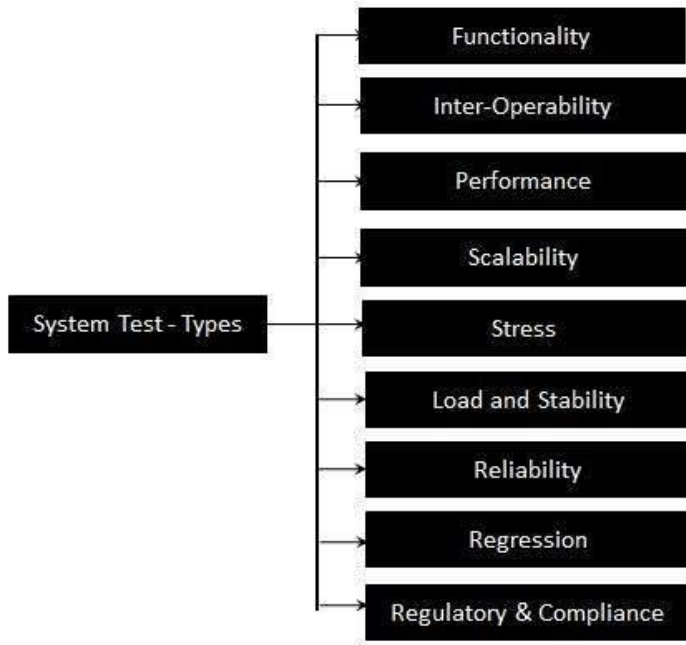 Functionality
Inter-Operability
Performance
Scalability
System Test - Types
Stress
Load and Stability
Reliability
Regression
Regulatory & Compliance